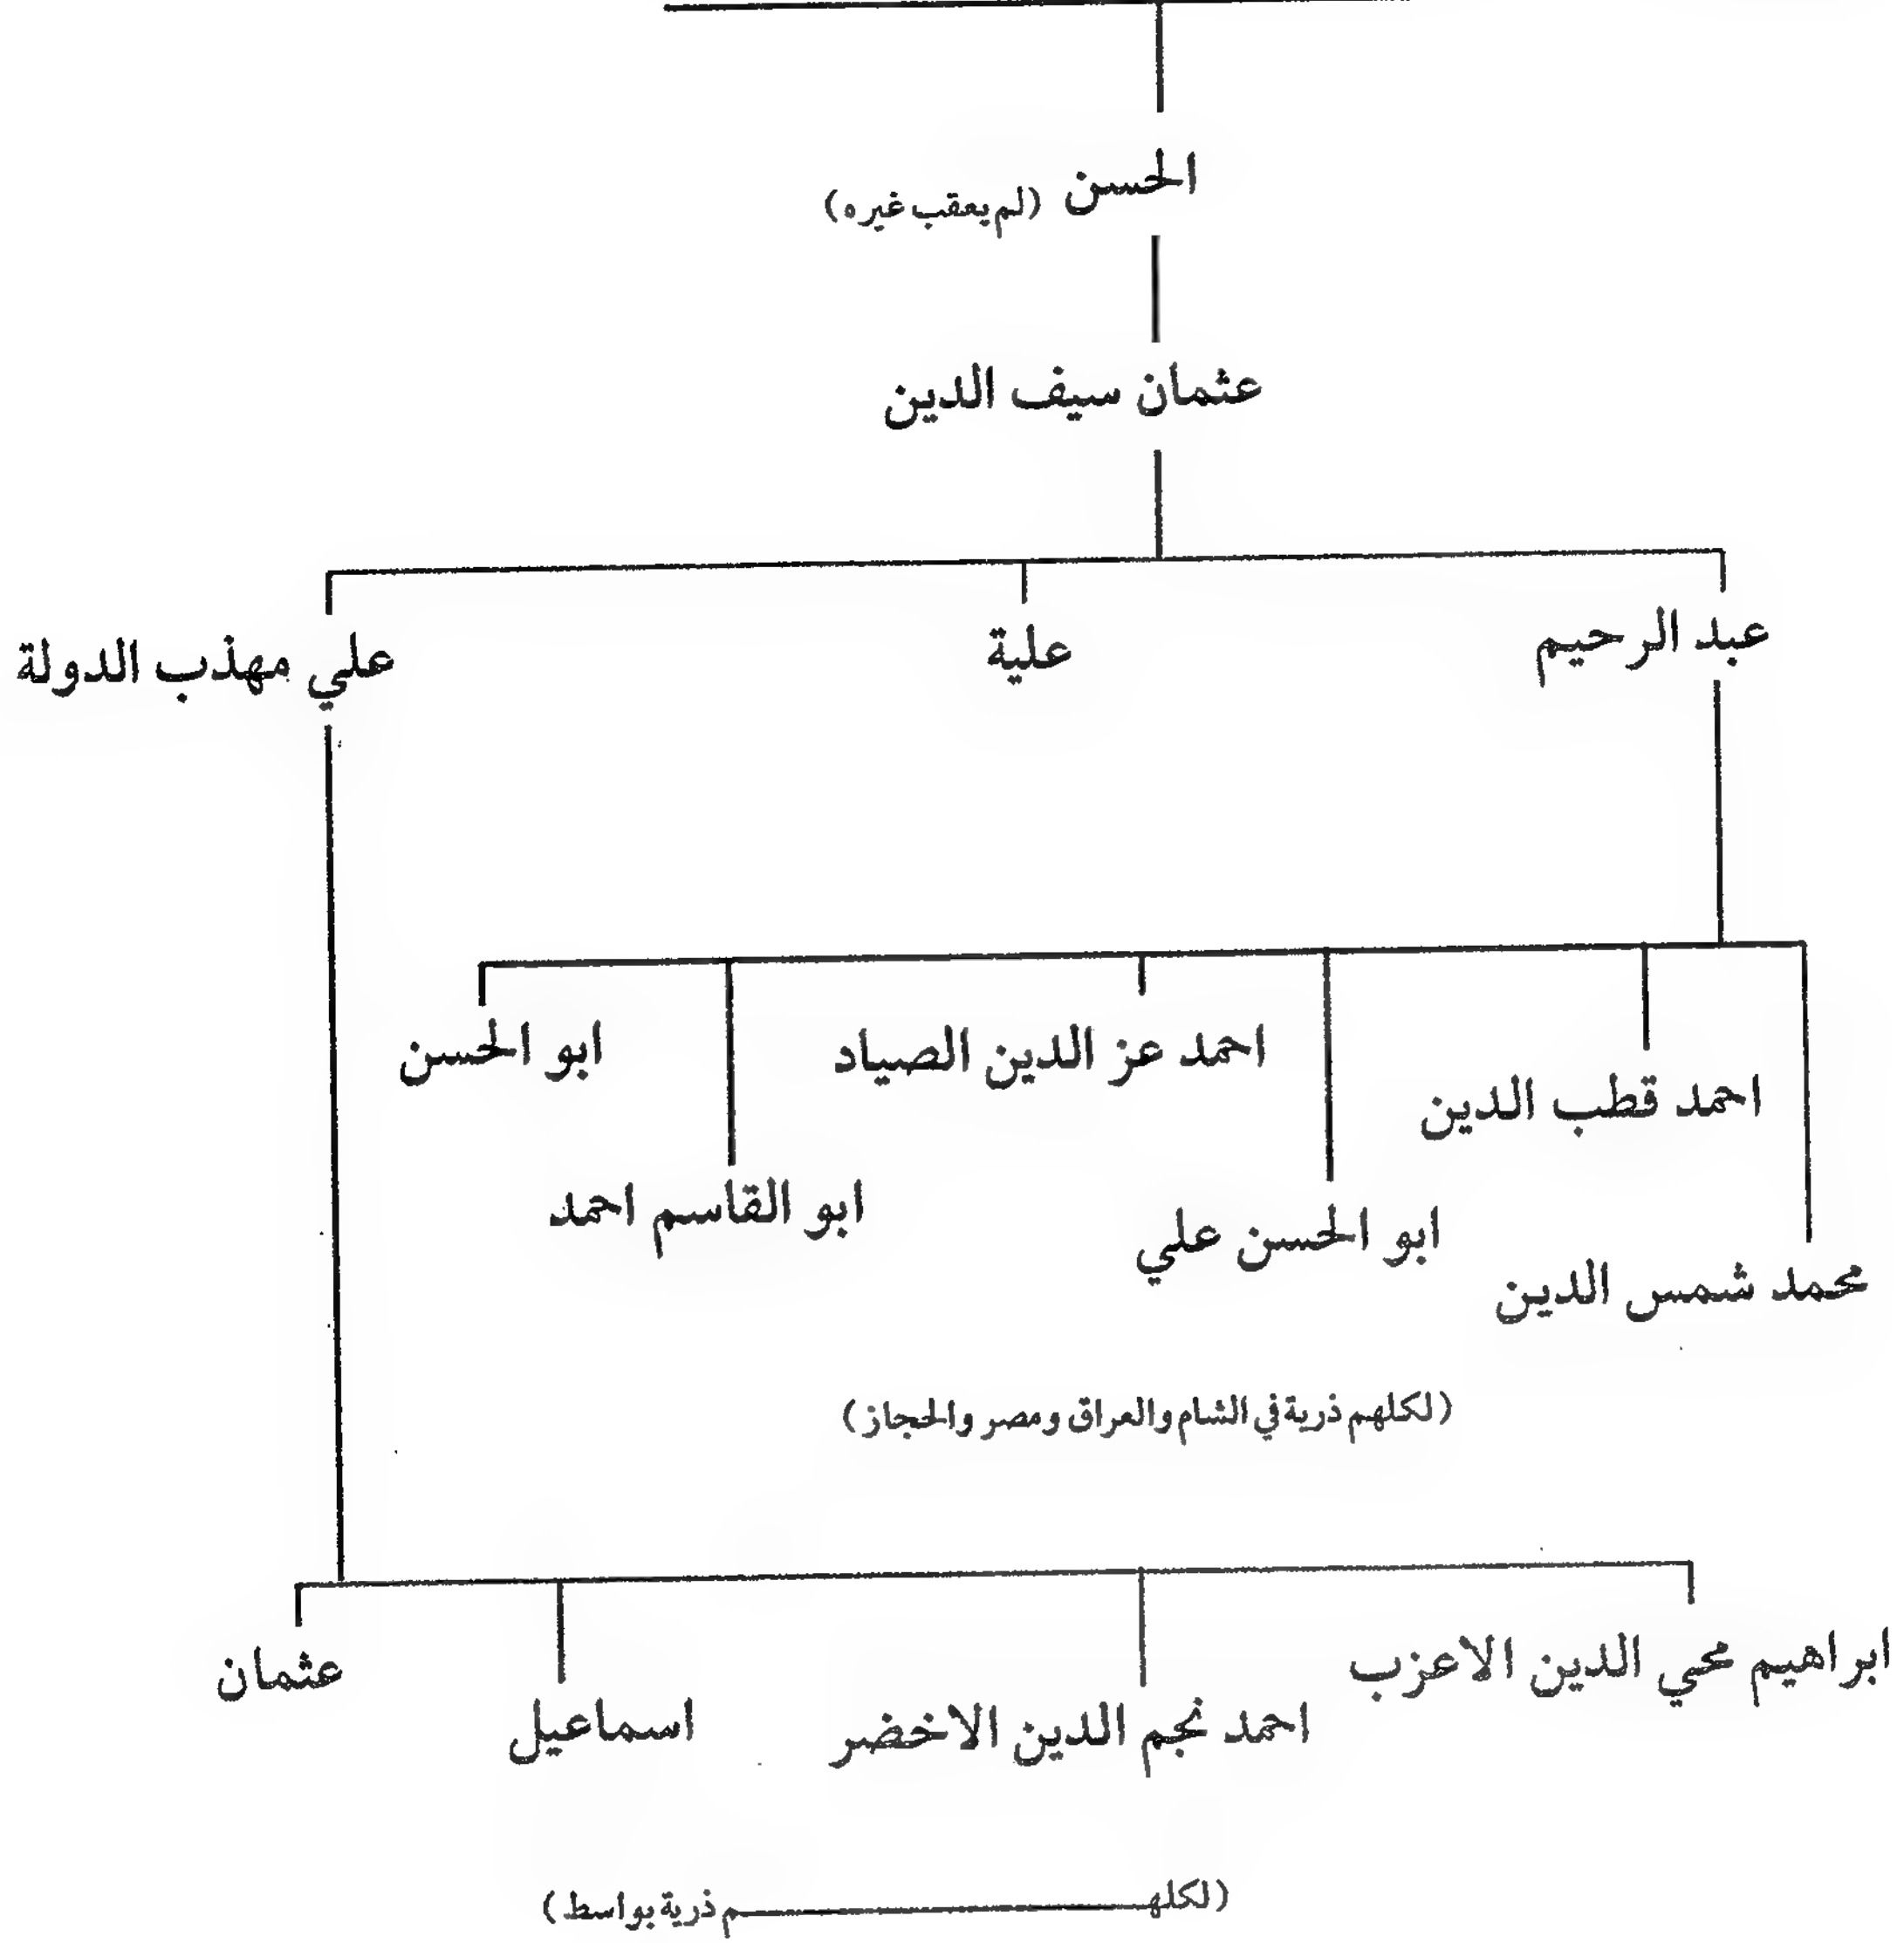 الحسن (لم يعقب غيره)
عثمان سيف الدين
عبد الرحيم
علية
علي مهذب الدولة
احمد عز الدين الصياد
ابو الحسن
احمد قطب الدين
ابو القاسم احمد
ابو الحسن علي
محمد شمس الدين
(لكلهم ذرية في الشام والعراق ومصر والحجاز)
ابراهيم محي الدين الاعزب
عثمان
احمد نجم الدين الاخضر
اسماعيل
(لكلهم ذرية بواسط)